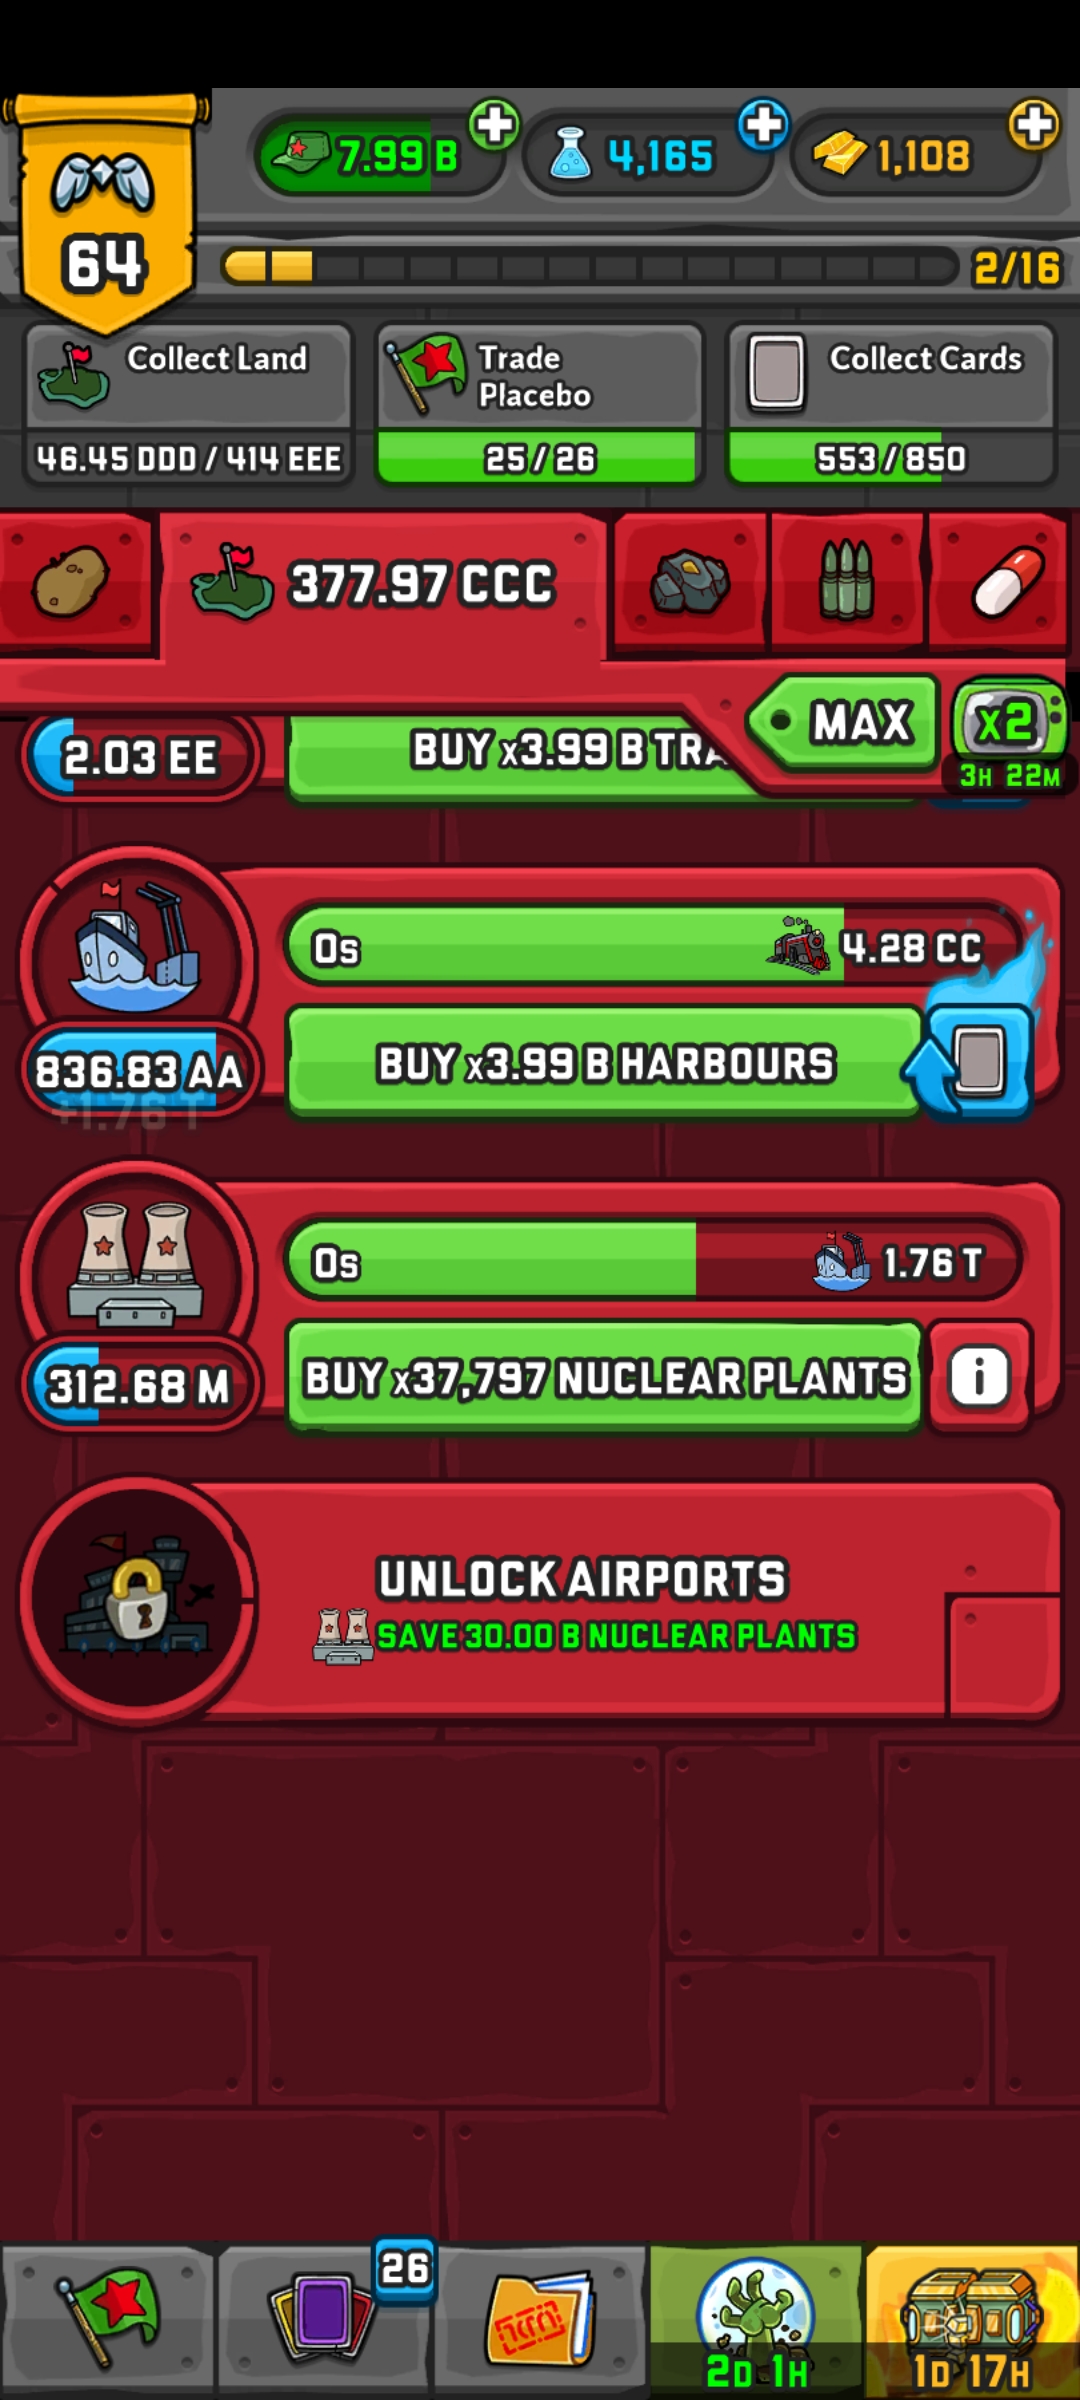 7.99 B
4,165
1,108
64
2/16
Collect Land
46.45 DDD / 414 EEE
Trade
Placebo
25 / 26
Collect Cards
553 / 850
377.97 CCC
MAX
x2
3H 22M
2.03 EE
BUY x3.99 B TRA
0s
4.28 CC
836.83 AA
+1.76 T
BUY x3.99 B HARBOURS
0s
1.76 T
312.68 M
BUY x37,797 NUCLEAR PLANTS
i
UNLOCK AIRPORTS
SAVE 30.00 B NUCLEAR PLANTS
26
2D 1H
1D 17H